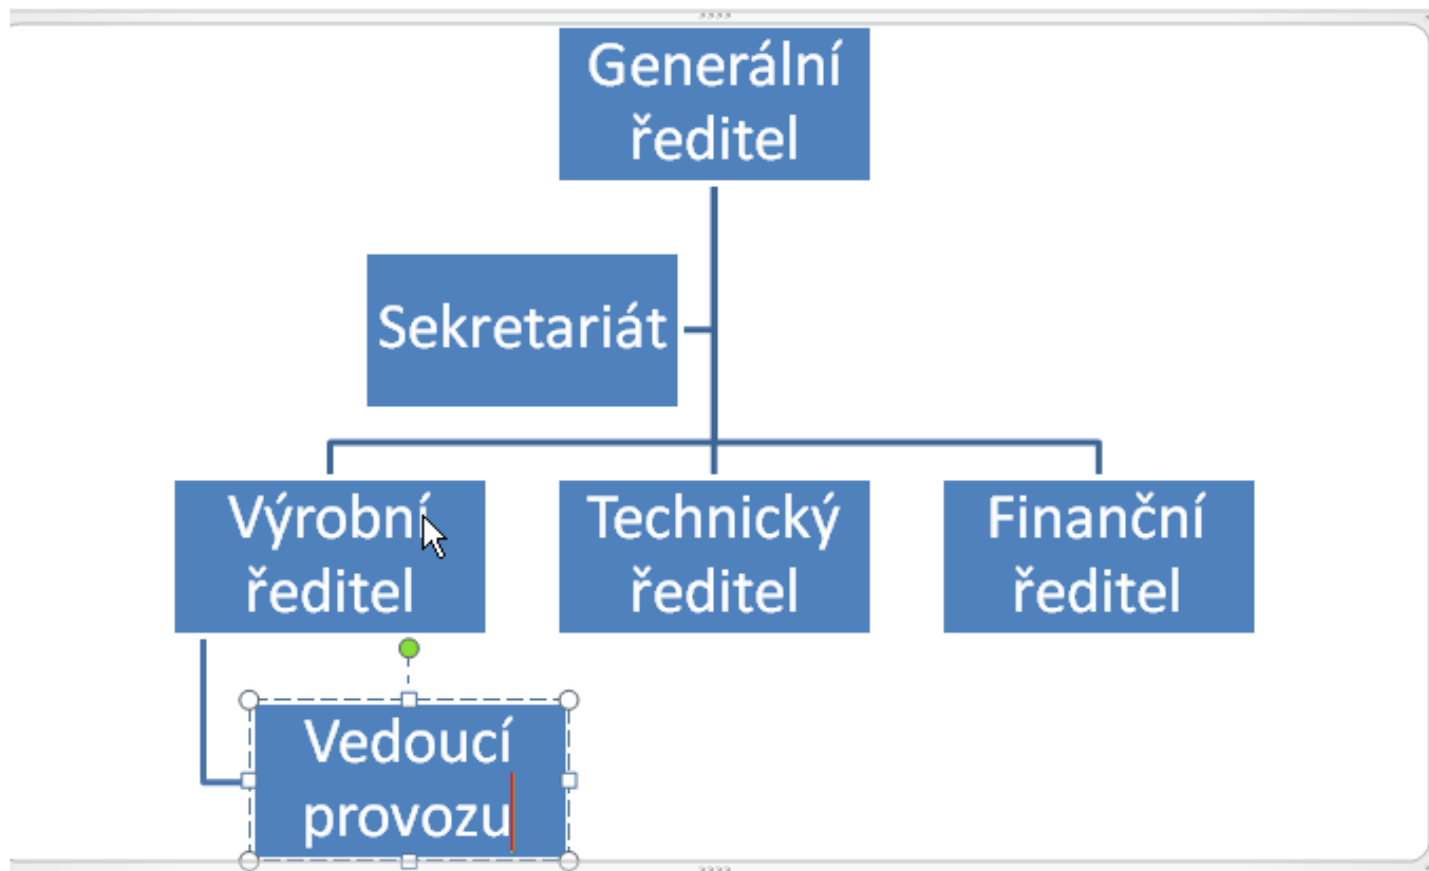 Generální
ředitel
Sekretariát
Výrobní
ředitel
Technický
ředitel
Finanční
ředitel
Vedoucí
provozu